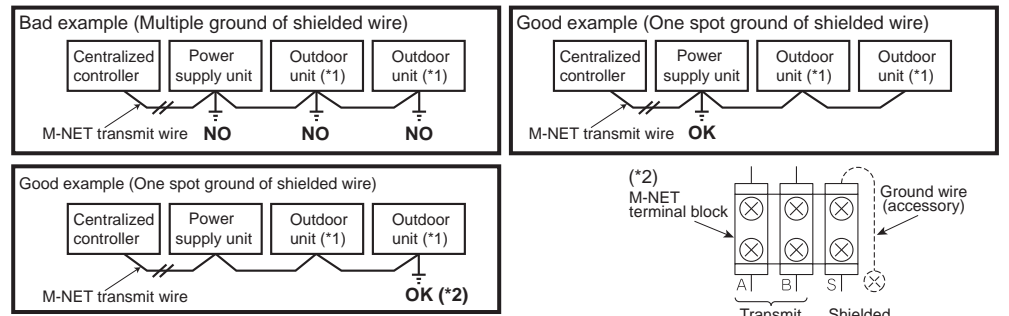 Bad example (Multiple ground of shielded wire)
Centralized controller
Power supply unit
Outdoor unit (*1)
Outdoor unit (*1)
M-NET transmit wire
NO
NO
NO
Good example (One spot ground of shielded wire)
Centralized controller
Power supply unit
Outdoor unit (*1)
Outdoor unit (*1)
M-NET transmit wire
OK
Good example (One spot ground of shielded wire)
Centralized controller
Power supply unit
Outdoor unit (*1)
Outdoor unit (*1)
M-NET transmit wire
OK (*2)
(*2)
M-NET
terminal block
Ground wire
(accessory)
A
B
S
Transmit
Shielded